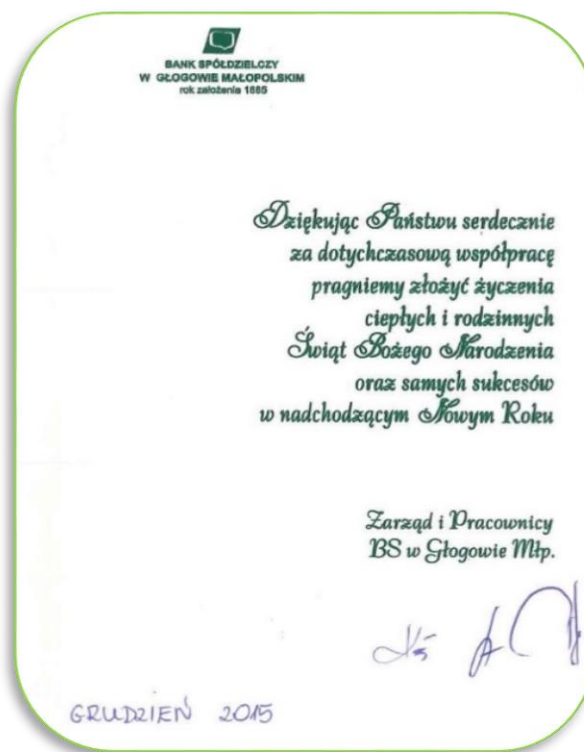 BANK SPÓŁDZIELCZY
W GŁOGOWIE MAŁOPOLSKIM
rok założenia 1885
Dziękując Państwu serdecznie
za dotychczasową współpracę
pragniemy złożyć życzenia
ciepłych i rodzinnych
Świąt Bożego Narodzenia
oraz samych sukcesów
w nadchodzącym Nowym Roku
Zarząd i Pracownicy
BS w Głogowie Młp.
GRUDZIEŃ 2015